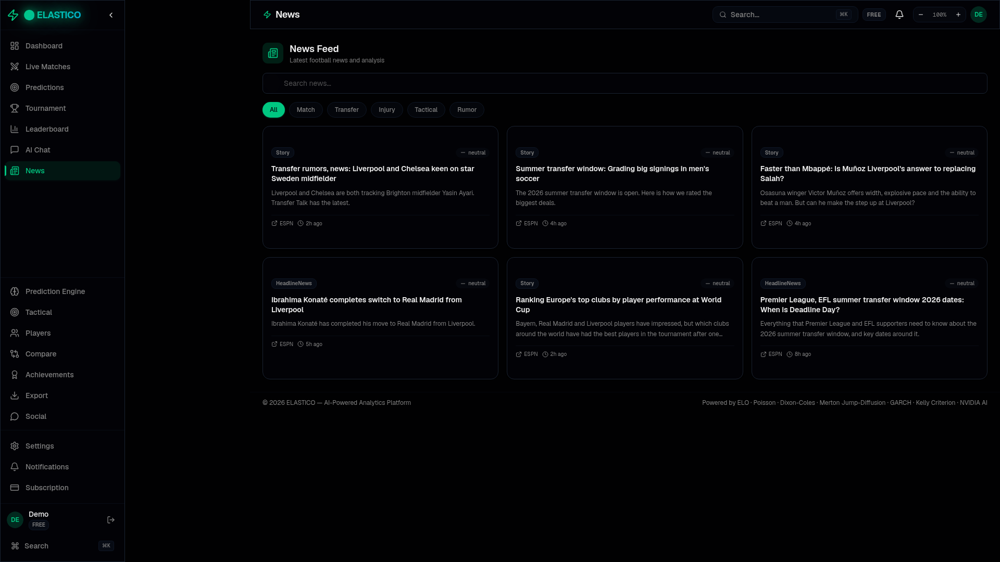 ELASTICO
Dashboard
Live Matches
Predictions
Tournament
Leaderboard
AI Chat
News
Prediction Engine
Tactical
Players
Compare
Achievements
Export
Social
Settings
Notifications
Subscription
DE
Demo
FREE
Search
⌘K
News
Search...
⌘K
FREE
100%
DE
News Feed
Latest football news and analysis
Search news...
All
Match
Transfer
Injury
Tactical
Rumor
Story
neutral
Transfer rumors, news: Liverpool and Chelsea keen on star
Sweden midfielder
Liverpool and Chelsea are both tracking Brighton midfielder Yasin Ayari.
Transfer Talk has the latest.
ESPN
2h ago
Story
neutral
Summer transfer window: Grading big signings in men's
soccer
The 2026 summer transfer window is open. Here is how we rated the
biggest deals.
ESPN
4h ago
Story
neutral
Faster than Mbappé: Is Muñoz Liverpool's answer to replacing
Salah?
Osasuna winger Victor Muñoz offers width, explosive pace and the ability to
beat a man. But can he make the step up at Liverpool?
ESPN
4h ago
HeadlineNews
neutral
Ibrahima Konaté completes switch to Real Madrid from
Liverpool
Ibrahima Konaté has completed his move to Real Madrid from Liverpool.
ESPN
5h ago
Story
neutral
Ranking Europe's top clubs by player performance at World
Cup
Bayern, Real Madrid and Liverpool players have impressed, but which clubs
around the world have had the best players in the tournament after one...
ESPN
2h ago
HeadlineNews
neutral
Premier League, EFL summer transfer window 2026 dates:
When is Deadline Day?
Everything that Premier League and EFL supporters need to know about the
2026 summer transfer window, and key dates around it.
ESPN
8h ago
© 2026 ELASTICO — AI-Powered Analytics Platform
Powered by ELO · Poisson · Dixon-Coles · Merton Jump-Diffusion · GARCH · Kelly Criterion · NVIDIA AI